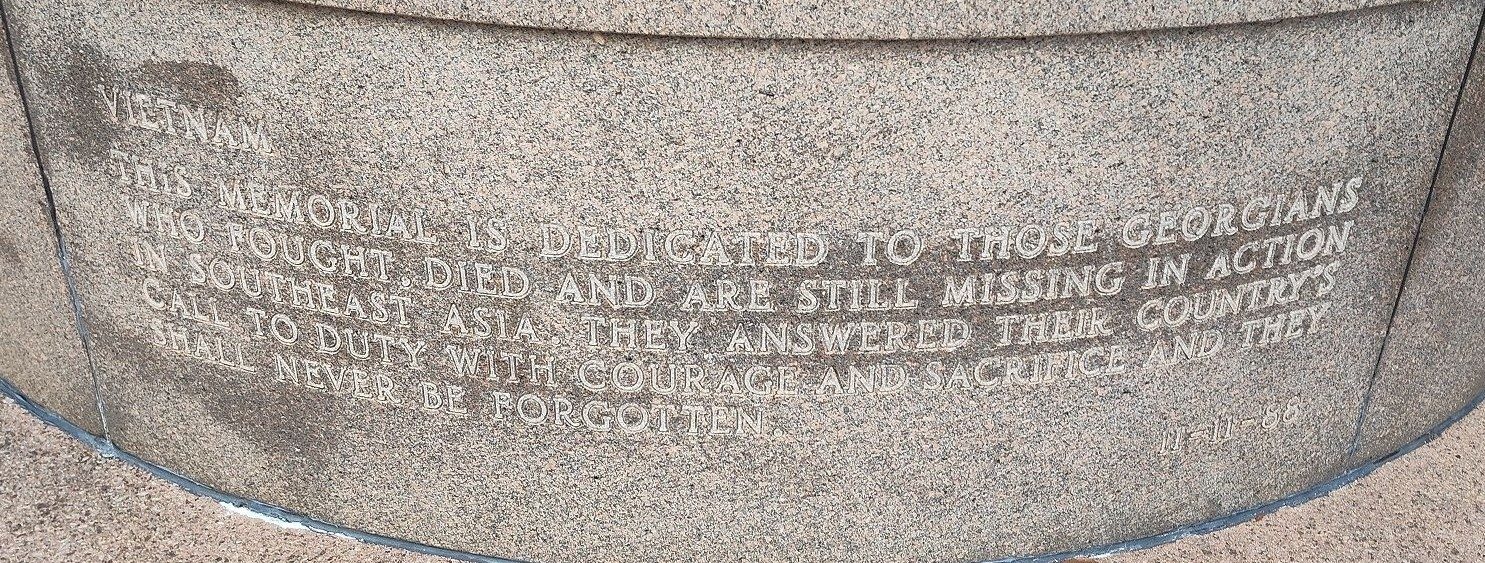 VIETNAM
THIS MEMORIAL IS DEDICATED TO THOSE GEORGIANS
WHO FOUGHT, DIED AND ARE STILL MISSING IN ACTION
IN SOUTHEAST ASIA. THEY ANSWERED THEIR COUNTRY'S
CALL TO DUTY WITH COURAGE AND SACRIFICE AND THEY
SHALL NEVER BE FORGOTTEN.
11-11-88